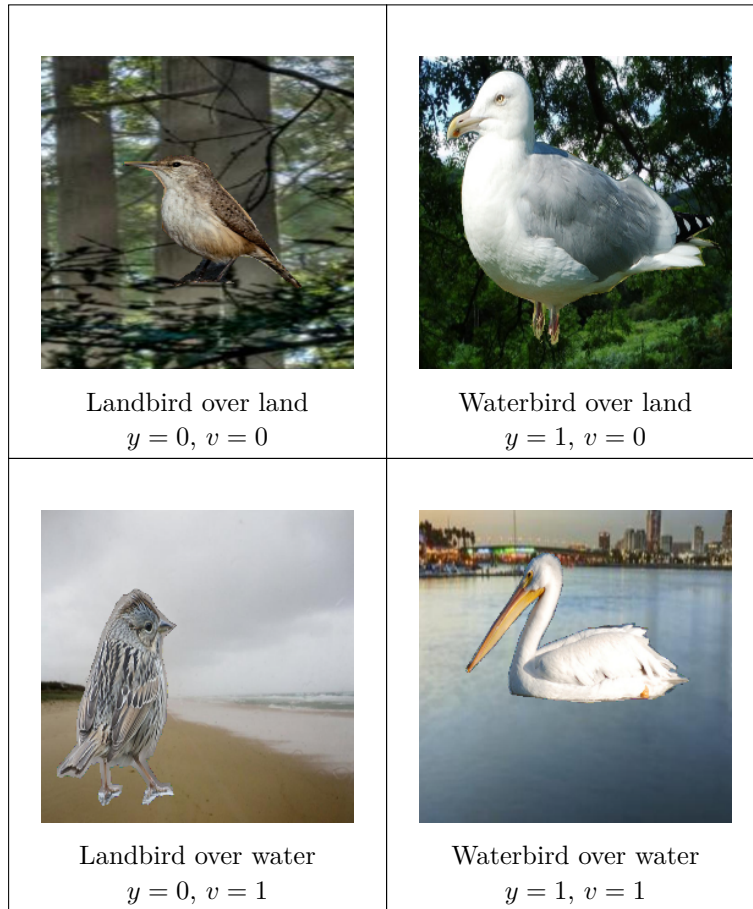 Landbird over land
y = 0, v = 0
Waterbird over land
y = 1, v = 0
Landbird over water
y = 0, v = 1
Waterbird over water
y = 1, v = 1